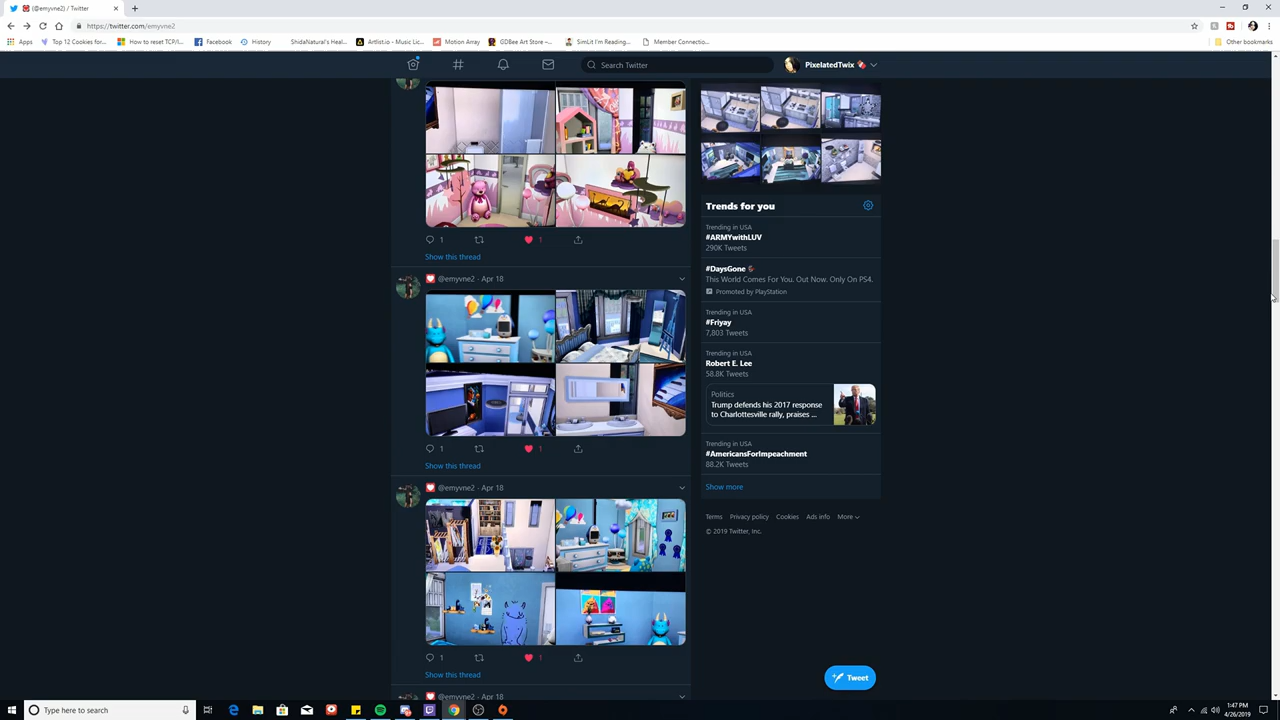 (@emyvne2) / Twitter
https://twitter.com/emyvne2
Apps
Top 12 Cookies for...
How to reset TCP/I...
Facebook
History
ShidaNatural's Heal...
Artlist.io - Music Lic...
Motion Array
GDBee Art Store –...
SimLit I'm Reading...
Member Connectio...
Other bookmarks
Search Twitter
PixelatedTwix
1
1
Show this thread
@emyvne2 · Apr 18
1
1
Show this thread
@emyvne2 · Apr 18
1
1
Show this thread
@emyvne2 · Apr 18
Trends for you
Trending in USA
#ARMYwithLUV
290K Tweets
#DaysGone
This World Comes For You. Out Now. Only On PS4.
Promoted by PlayStation
Trending in USA
#Friyay
7,803 Tweets
Trending in USA
Robert E. Lee
58.8K Tweets
Politics
Trump defends his 2017 response
to Charlottesville rally, praises ...
Trending in USA
#AmericansForImpeachment
88.2K Tweets
Show more
Terms Privacy policy Cookies Ads info More
© 2019 Twitter, Inc.
Tweet
Type here to search
1:47 PM
4/26/2019